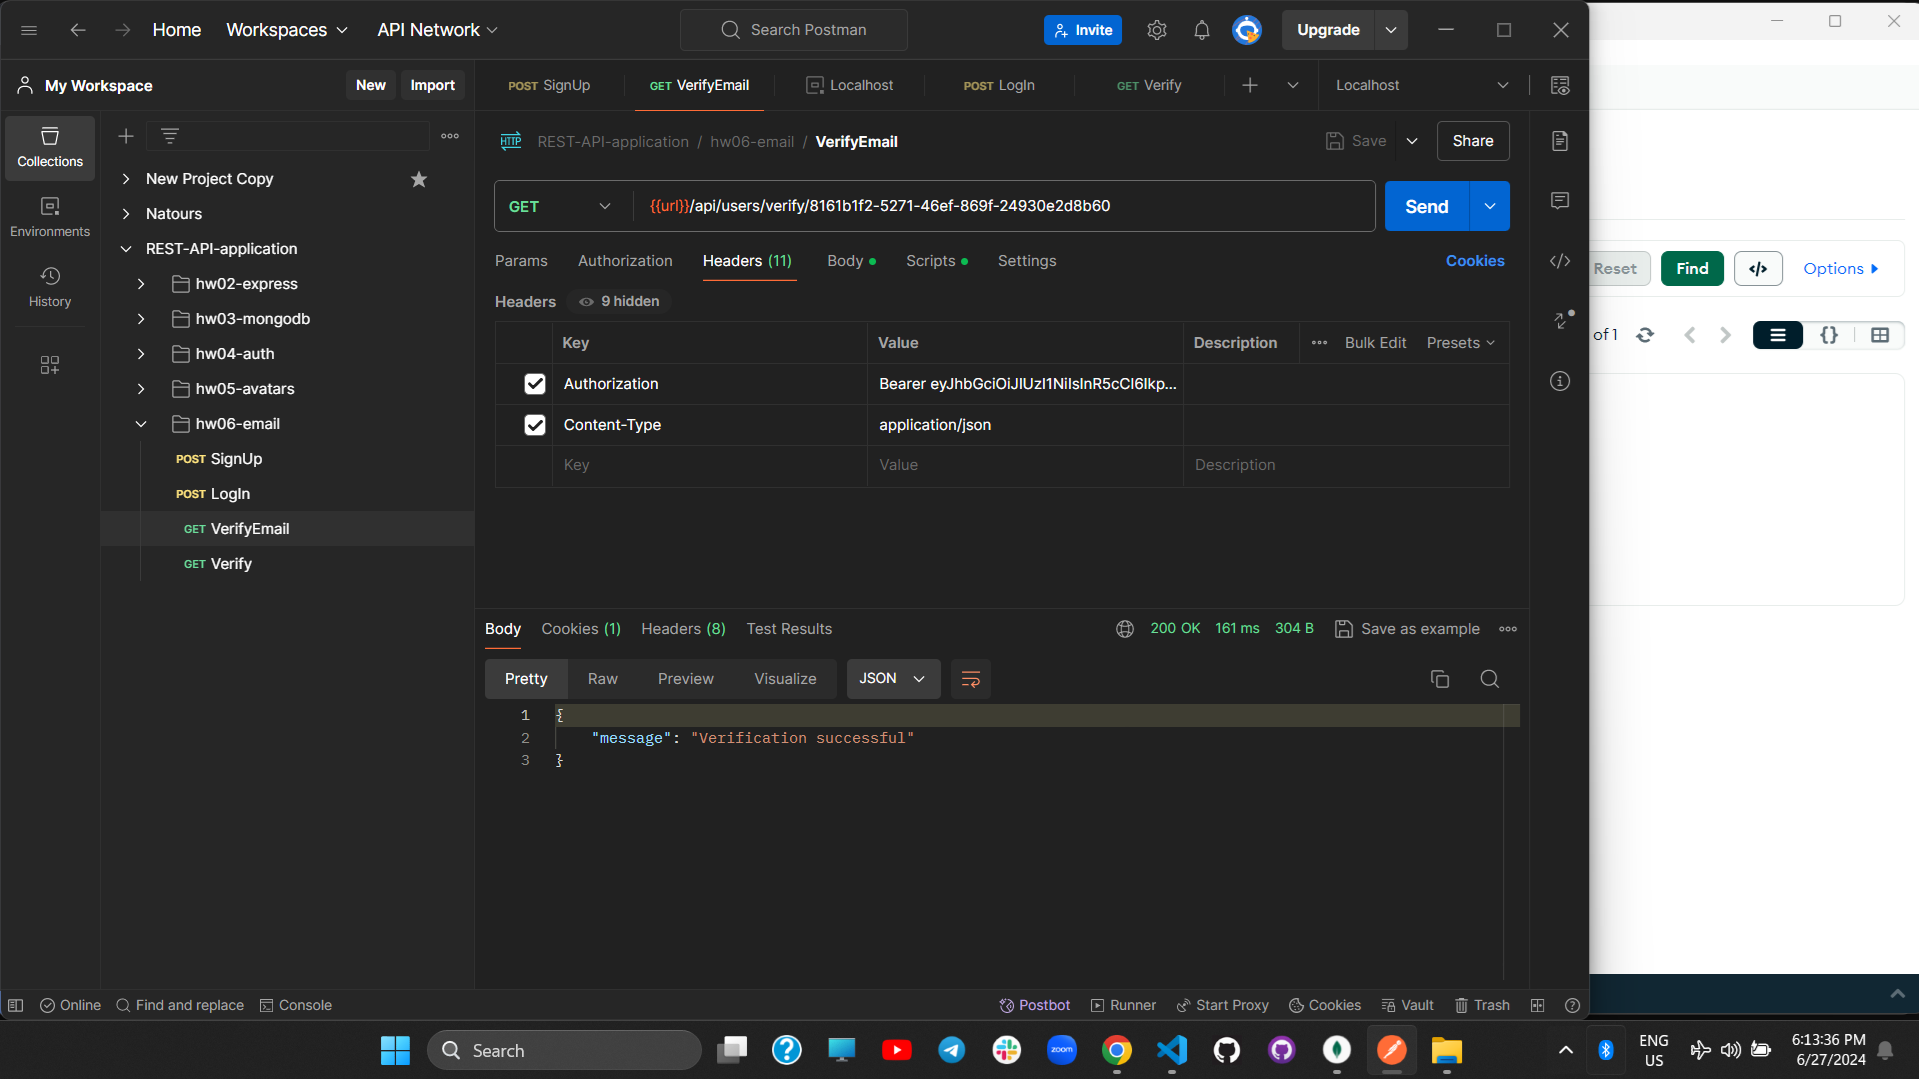 Home Workspaces API Network Search Postman Invite Upgrade
My Workspace New Import POST SignUp GET VerifyEmail Localhost POST LogIn GET Verify Localhost
Collections
Environments
History
New Project Copy
Natours
REST-API-application
hw02-express
hw03-mongodb
hw04-auth
hw05-avatars
hw06-email
POST SignUp
POST LogIn
GET VerifyEmail
GET Verify
HTTP REST-API-application / hw06-email / VerifyEmail Save Share
GET {{url}}/api/users/verify/8161b1f2-5271-46ef-869f-24930e2d8b60 Send
Params Authorization Headers (11) Body Scripts Settings Cookies
Headers 9 hidden
Key Value Description Bulk Edit Presets
Authorization Bearer eyJhbGciOiJIUzI1NiIsInR5cCI6Ikp...
Content-Type application/json
Key Value Description
Body Cookies (1) Headers (8) Test Results 200 OK 161 ms 304 B Save as example
Pretty Raw Preview Visualize JSON
1 {
2 "message": "Verification successful"
3 }
Reset Find </> Options
of 1 {}
Online Find and replace Console Postbot Runner Start Proxy Cookies Vault Trash
Search zoom ENG
US
6:13:36 PM
6/27/2024